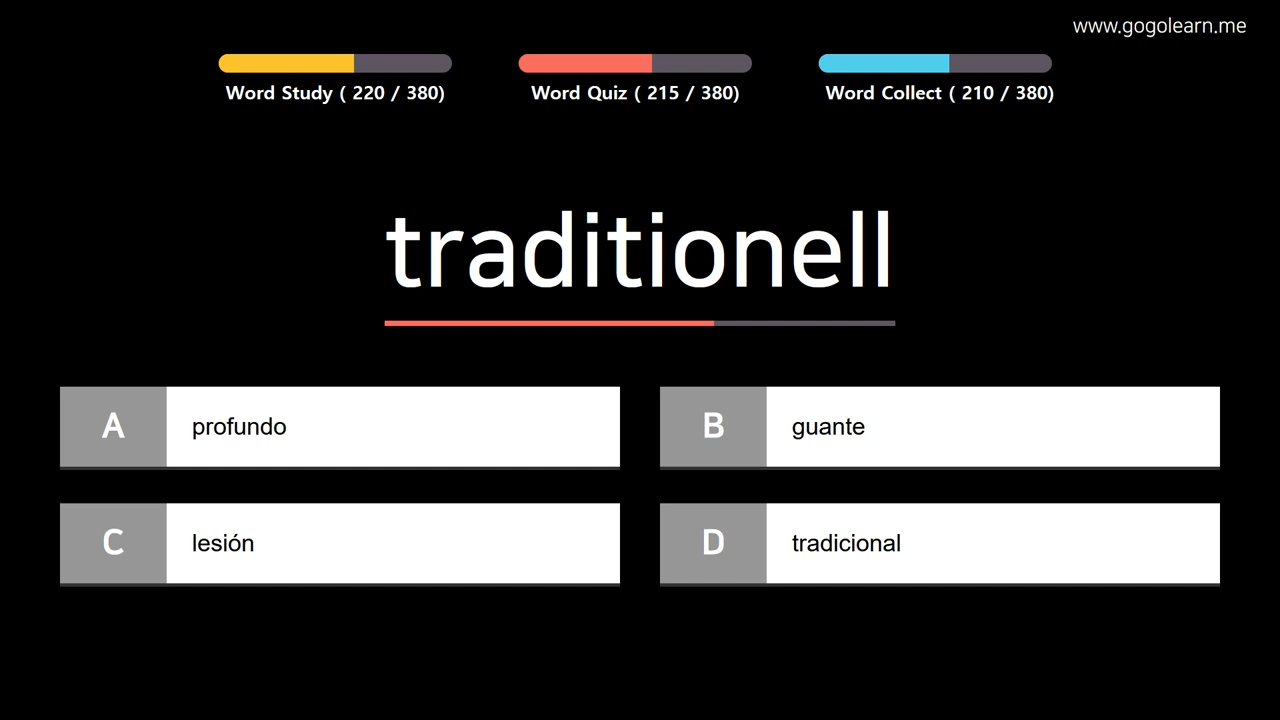 www.gogolearn.me
Word Study ( 220 / 380)
Word Quiz ( 215 / 380)
Word Collect ( 210 / 380)
traditionell
A
profundo
B
guante
C
lesión
D
tradicional